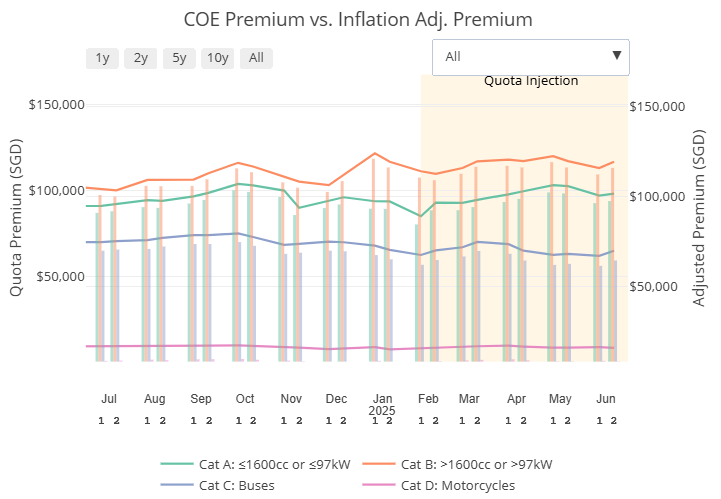 COE Premium vs. Inflation Adj. Premium
1y 2y 5y 10y All
All ▼
Quota Injection
$150,000
$100,000
$50,000
Quota Premium (SGD)
$150,000
$100,000
$50,000
Adjusted Premium (SGD)
Jul Aug Sep Oct Nov Dec Jan Feb Mar Apr May Jun
2025
1 2 1 2 1 2 1 2 1 2 1 2 1 2 1 2 1 2 1 2 1 2 1 2
Cat A: ≤1600cc or ≤97kW Cat B: >1600cc or >97kW
Cat C: Buses Cat D: Motorcycles